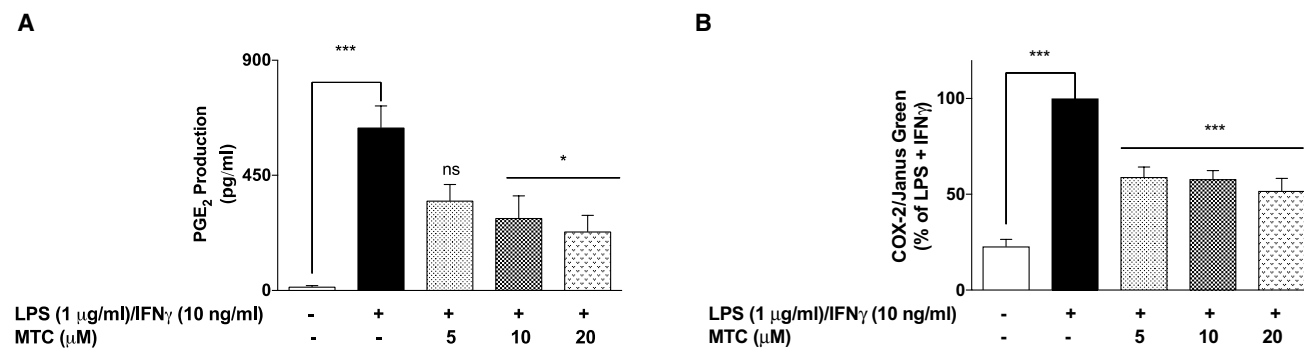 A
***
900
450
0
PGE2 Production
(pg/ml)
ns
*
LPS (1 μg/ml)/IFNγ (10 ng/ml) - + + + +
MTC (μM) - - 5 10 20
B
***
***
100
50
0
COX-2/Janus Green
(% of LPS + IFNγ)
LPS (1 μg/ml)/IFNγ (10 ng/ml) - + + + +
MTC (μM) - - 5 10 20